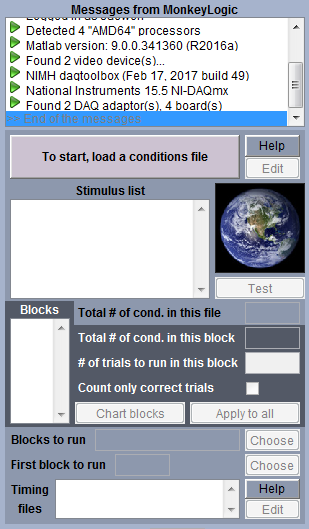 Messages from MonkeyLogic
Logged in as
Detected 4 "AMD64" processors
Matlab version: 9.0.0.341360 (R2016a)
Found 2 video device(s)...
NIMH daqtoolbox (Feb 17, 2017 build 49)
National Instruments 15.5 NI-DAQmx
Found 2 DAQ adaptor(s), 4 board(s)
>> End of the messages
To start, load a conditions file
Help
Edit
Stimulus list
Test
Blocks
Total # of cond. in this file
Total # of cond. in this block
# of trials to run in this block
Count only correct trials
Chart blocks
Apply to all
Blocks to run
Choose
First block to run
Choose
Timing
files
Help
Edit